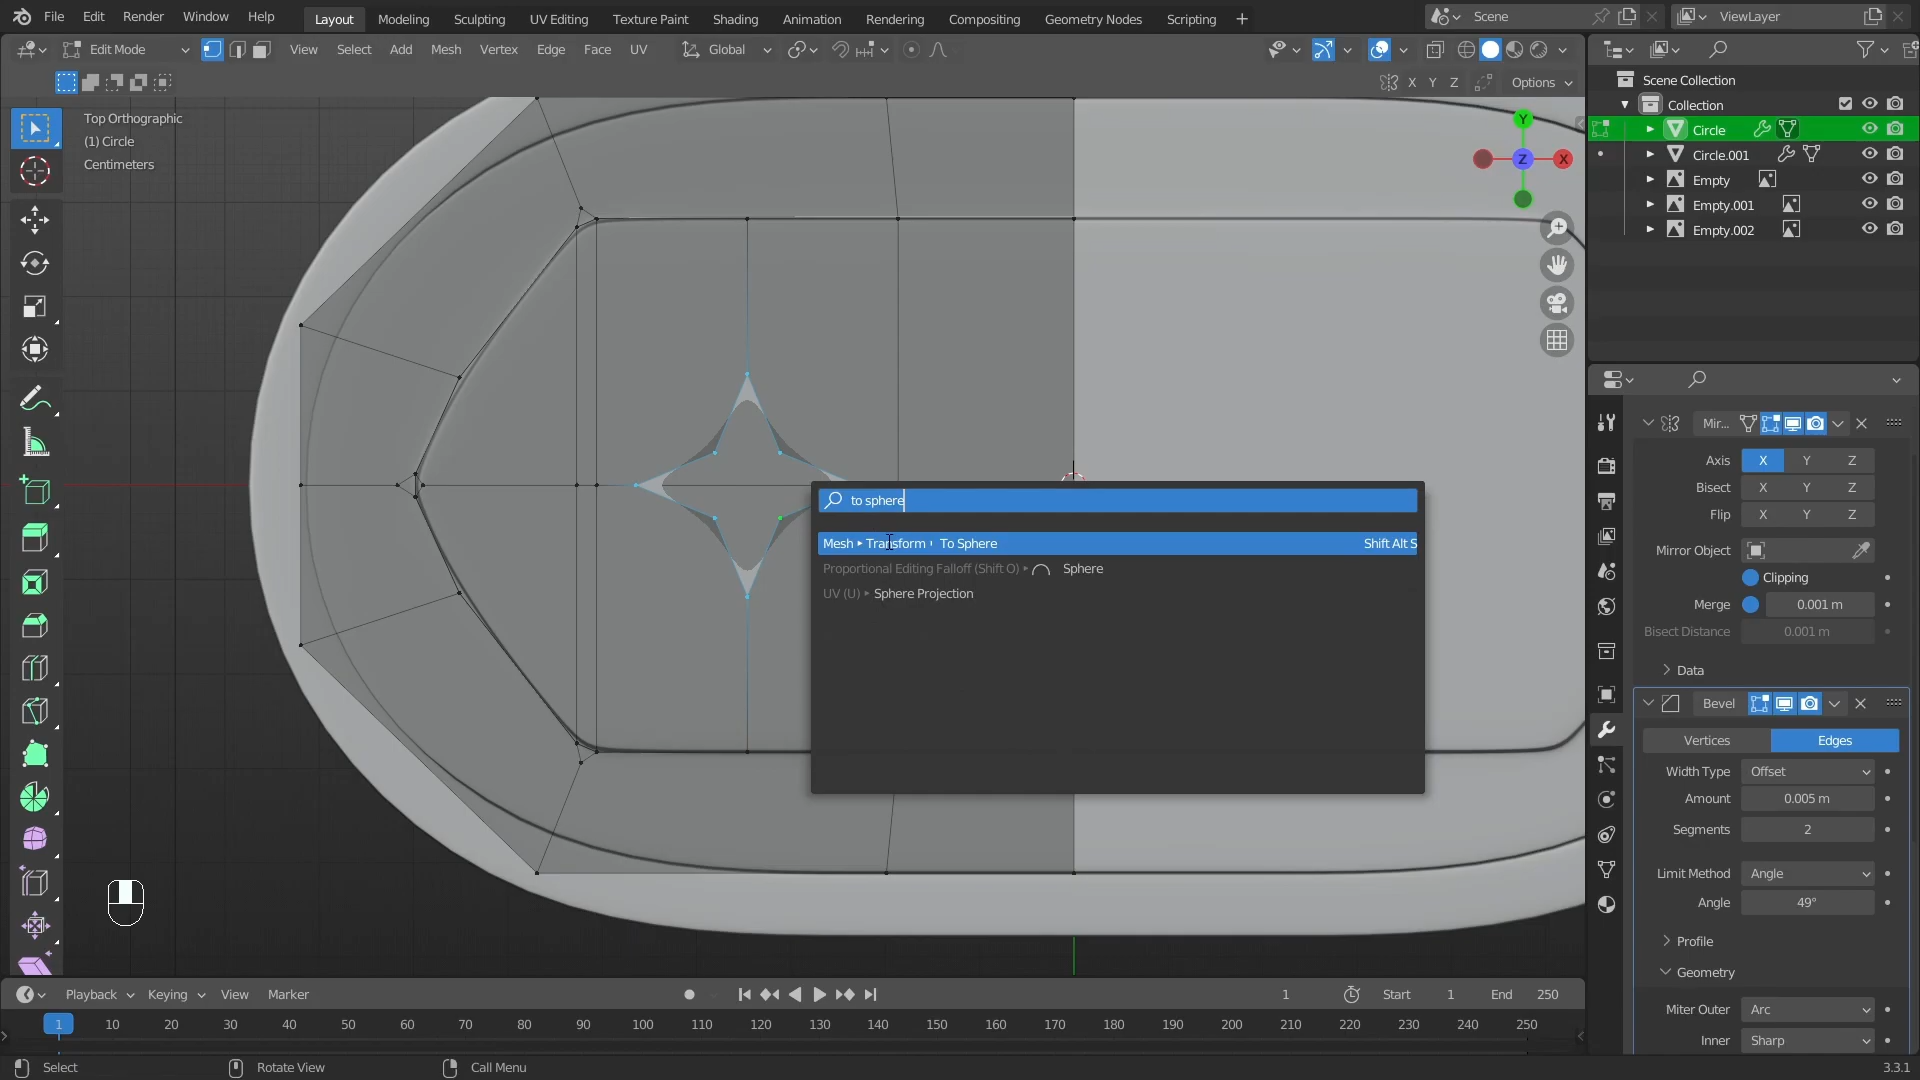 File Edit Render Window Help Layout Modeling Sculpting UV Editing Texture Paint Shading Animation Rendering Compositing Geometry Nodes Scripting + Scene ViewLayer
Edit Mode View Select Add Mesh Vertex Edge Face UV Global
X Y Z Options
Top Orthographic
(1) Circle
Centimeters
Y
X
Z
Scene Collection
Collection
Circle
Circle.001
Empty
Empty.001
Empty.002
to sphere
Mesh ▸ Transform ▸ To Sphere Shift Alt S
Proportional Editing Falloff (Shift O) ▸ Sphere
UV (U) ▸ Sphere Projection
Mir...
Axis X Y Z
Bisect X Y Z
Flip X Y Z
Mirror Object
Clipping
Merge 0.001 m
Bisect Distance 0.001 m
Data
Bevel
Vertices Edges
Width Type Offset
Amount 0.005 m
Segments 2
Limit Method Angle
Angle 49°
Profile
Geometry
Miter Outer Arc
Inner Sharp
Playback Keying View Marker 1 Start 1 End 250
1 10 20 30 40 50 60 70 80 90 100 110 120 130 140 150 160 170 180 190 200 210 220 230 240 250
Select Rotate View Call Menu 3.3.1